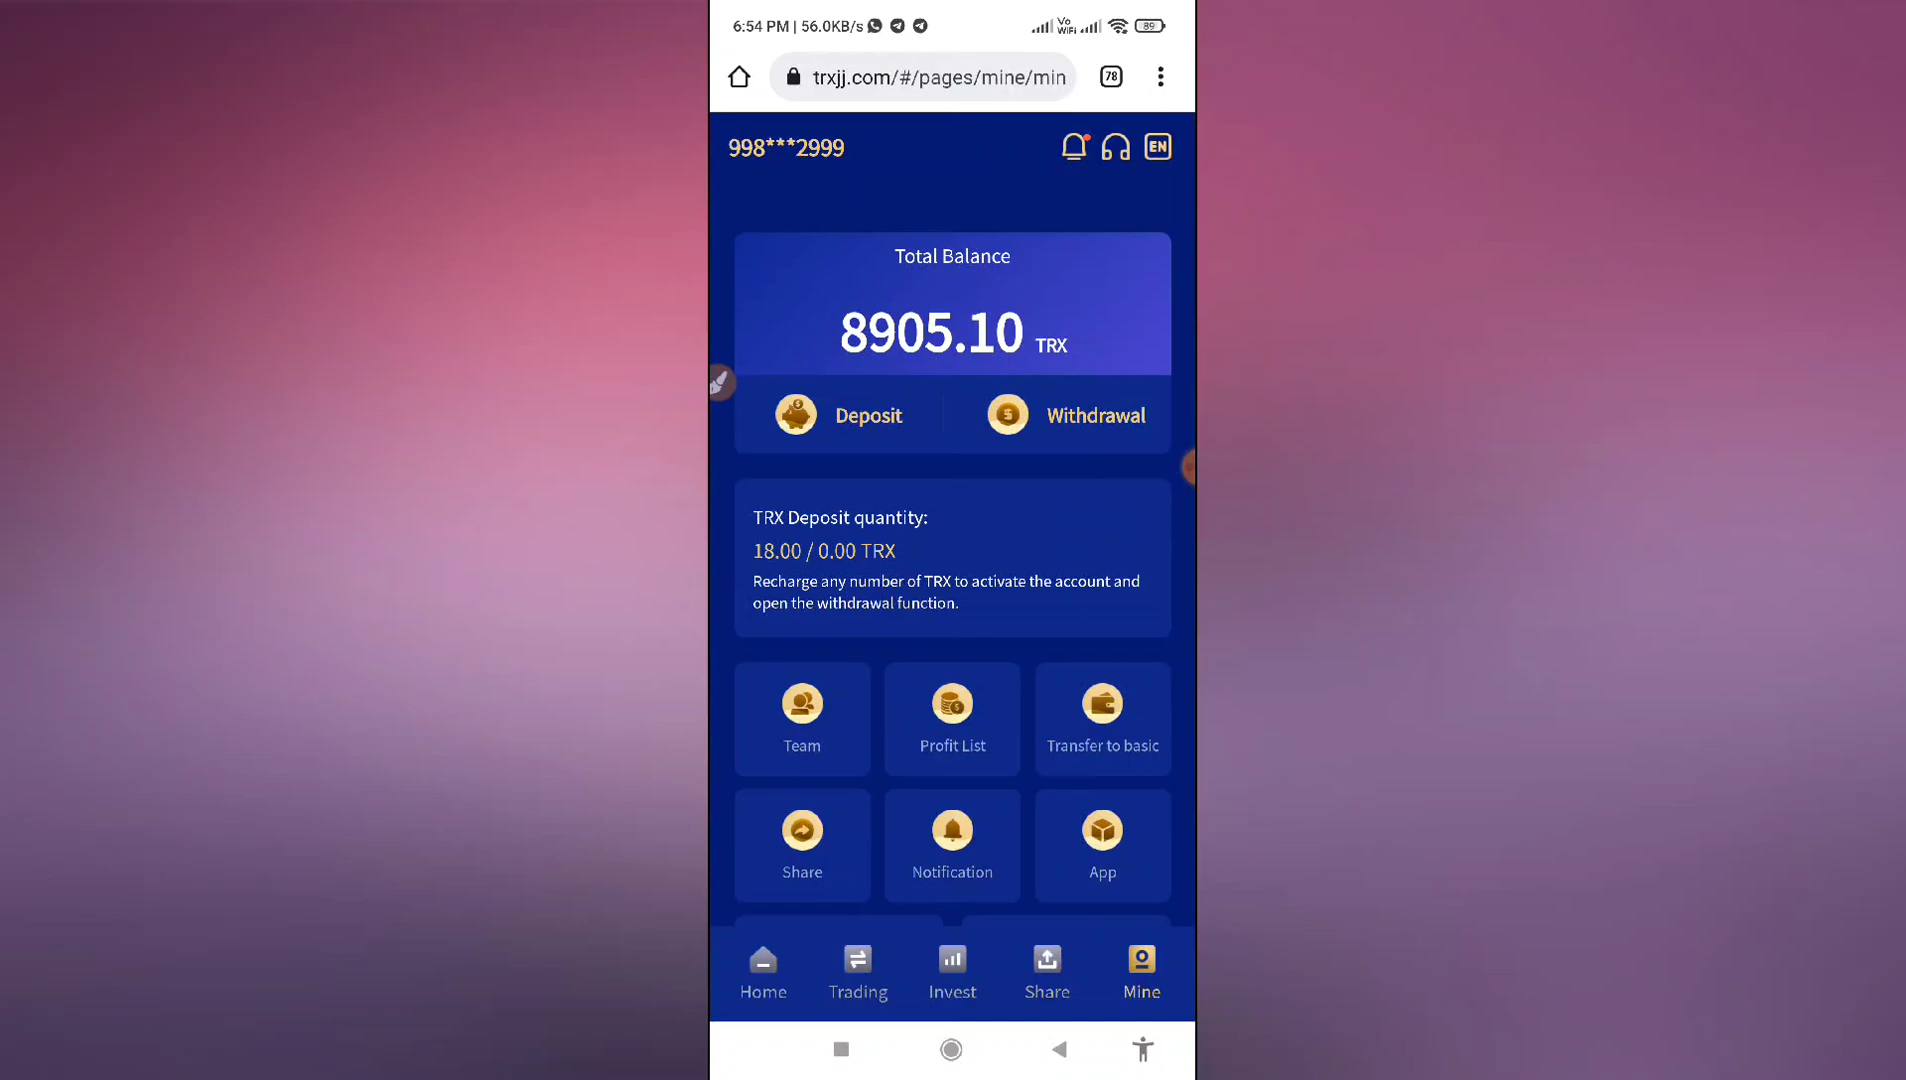 6:54 PM | 56.0KB/s
Vo
WiFi
89
trxjj.com/#/pages/mine/min
78
998***2999
EN
Total Balance
8905.10 TRX
Deposit
Withdrawal
TRX Deposit quantity:
18.00 / 0.00 TRX
Recharge any number of TRX to activate the account and
open the withdrawal function.
Team
Profit List
Transfer to basic
Share
Notification
App
Home
Trading
Invest
Share
Mine